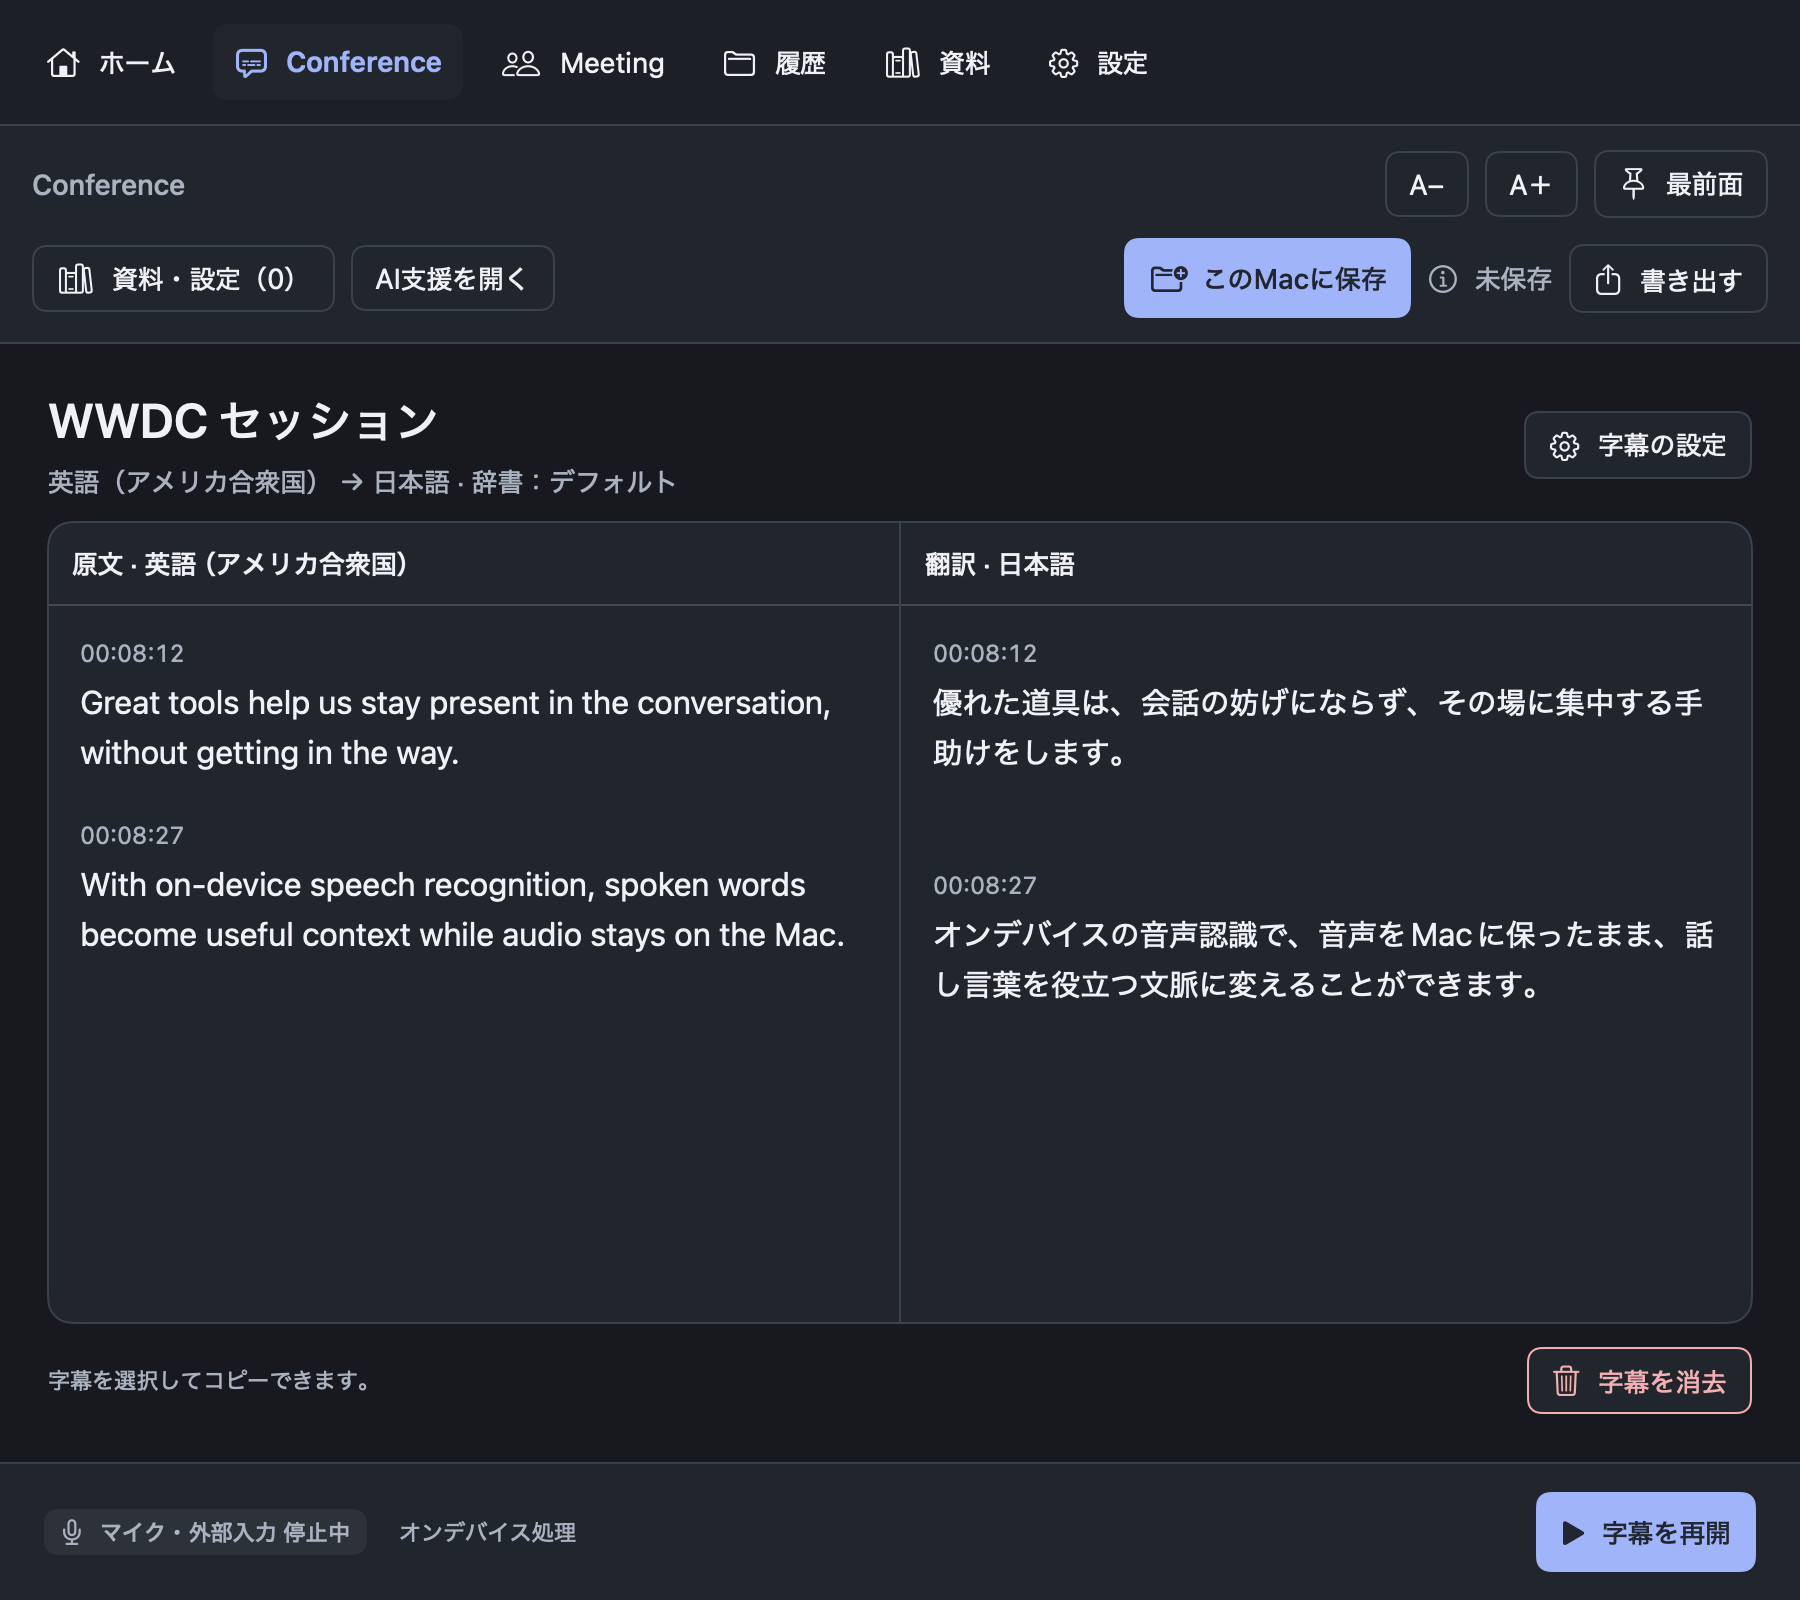 ホーム
Conference
Meeting
履歴
資料
設定
Conference
A−
A+
最前面
資料・設定（0）
AI支援を開く
このMacに保存
未保存
書き出す
WWDC セッション
英語（アメリカ合衆国） → 日本語 · 辞書：デフォルト
字幕の設定
原文 · 英語 (アメリカ合衆国)
翻訳 · 日本語
00:08:12
Great tools help us stay present in the conversation,
without getting in the way.
00:08:27
With on-device speech recognition, spoken words
become useful context while audio stays on the Mac.
00:08:12
優れた道具は、会話の妨げにならず、その場に集中する手
助けをします。
00:08:27
オンデバイスの音声認識で、音声をMacに保ったまま、話
し言葉を役立つ文脈に変えることができます。
字幕を選択してコピーできます。
字幕を消去
マイク・外部入力 停止中
オンデバイス処理
字幕を再開